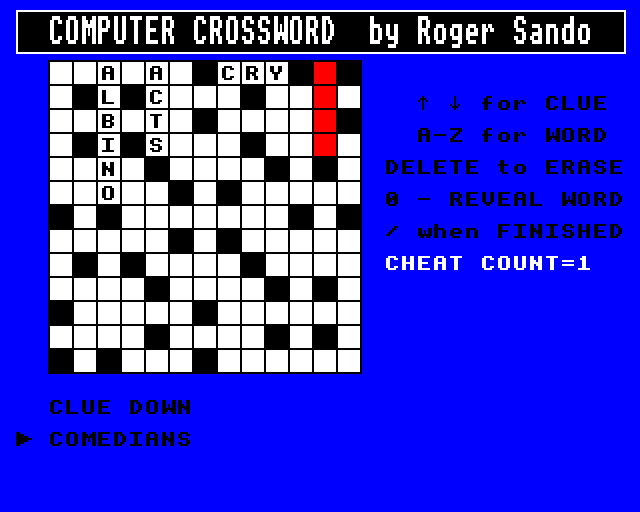 COMPUTER CROSSWORD by Roger Sando
A A CRY
L C
B T
I S
N
O
↑ ↓ for CLUE
A-Z for WORD
DELETE to ERASE
0 - REVEAL WORD
/ when FINISHED
CHEAT COUNT=1
CLUE DOWN
► COMEDIANS